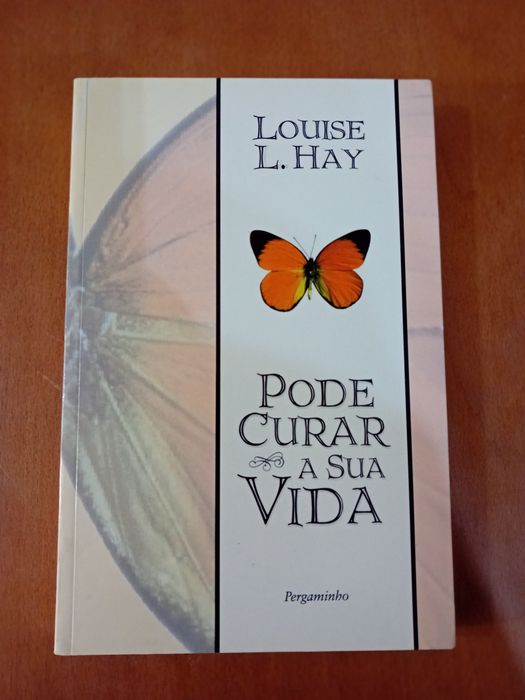 LOUISE
L. HAY
PODE
CURAR
A SUA
VIDA
Pergaminho